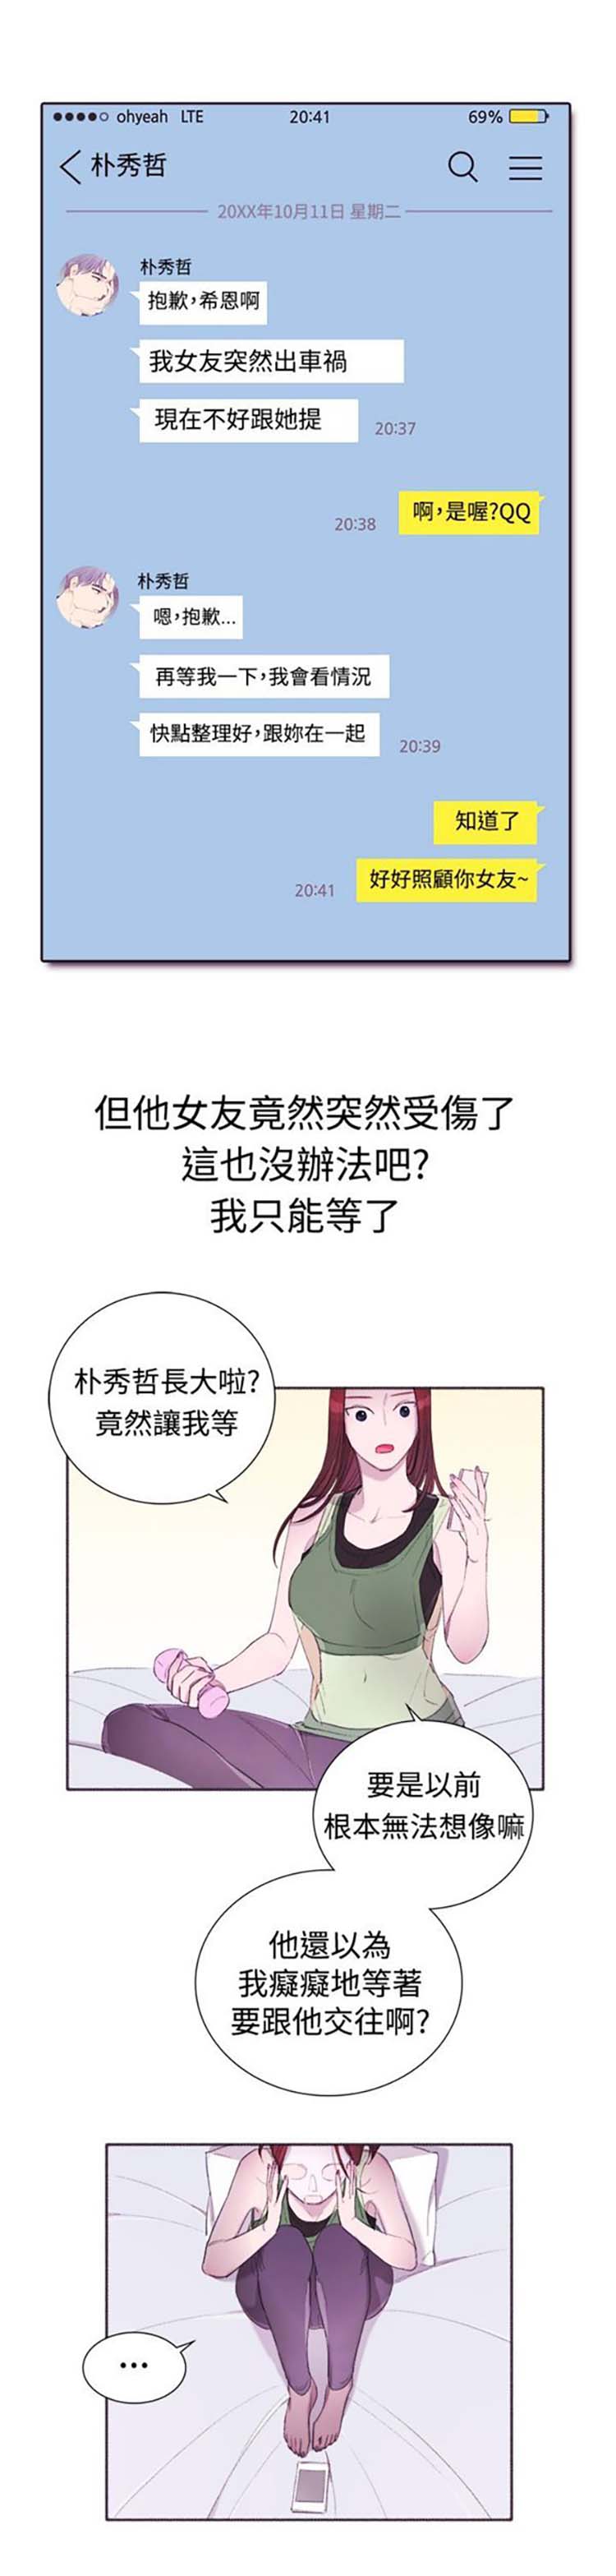 ohyeah LTE 20:41 69%
朴秀哲
20XX年10月11日 星期二
朴秀哲
抱歉，希恩啊
我女友突然出車禍
現在不好跟她提
20:37
啊，是喔?QQ
20:38
朴秀哲
嗯，抱歉...
再等我一下，我會看情況
快點整理好，跟妳在一起
20:39
知道了
好好照顧你女友~
20:41
但他女友竟然突然受傷了
這也沒辦法吧?
我只能等了
朴秀哲長大啦?
竟然讓我等
要是以前
根本無法想像嘛
他還以為
我癡癡地等著
要跟他交往啊?
...